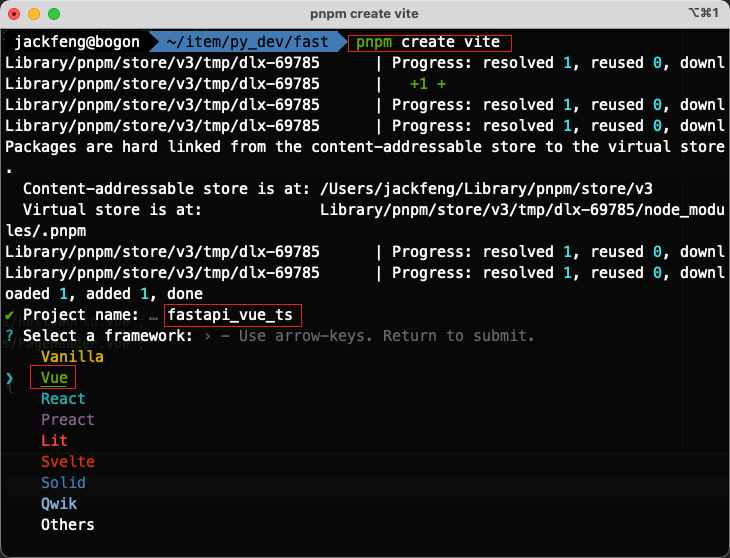 pnpm create vite
⌥⌘1
jackfeng@bogon ~/item/py_dev/fast pnpm create vite
Library/pnpm/store/v3/tmp/dlx-69785 | Progress: resolved 1, reused 0, downl
Library/pnpm/store/v3/tmp/dlx-69785 | +1 +
Library/pnpm/store/v3/tmp/dlx-69785 | Progress: resolved 1, reused 0, downl
Library/pnpm/store/v3/tmp/dlx-69785 | Progress: resolved 1, reused 0, downl
Packages are hard linked from the content-addressable store to the virtual store
.
Content-addressable store is at: /Users/jackfeng/Library/pnpm/store/v3
Virtual store is at: Library/pnpm/store/v3/tmp/dlx-69785/node_modu
les/.pnpm
Library/pnpm/store/v3/tmp/dlx-69785 | Progress: resolved 1, reused 0, downl
Library/pnpm/store/v3/tmp/dlx-69785 | Progress: resolved 1, reused 0, downl
oaded 1, added 1, done
✔ Project name: … fastapi_vue_ts
? Select a framework: › - Use arrow-keys. Return to submit.
Vanilla
❯ Vue
React
Preact
Lit
Svelte
Solid
Qwik
Others